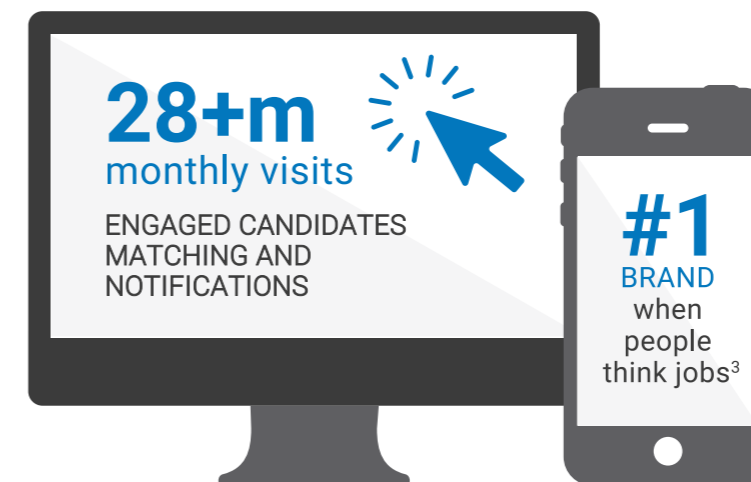 28+m
monthly visits
ENGAGED CANDIDATES
MATCHING AND
NOTIFICATIONS
#1
BRAND
when
people
think jobs³